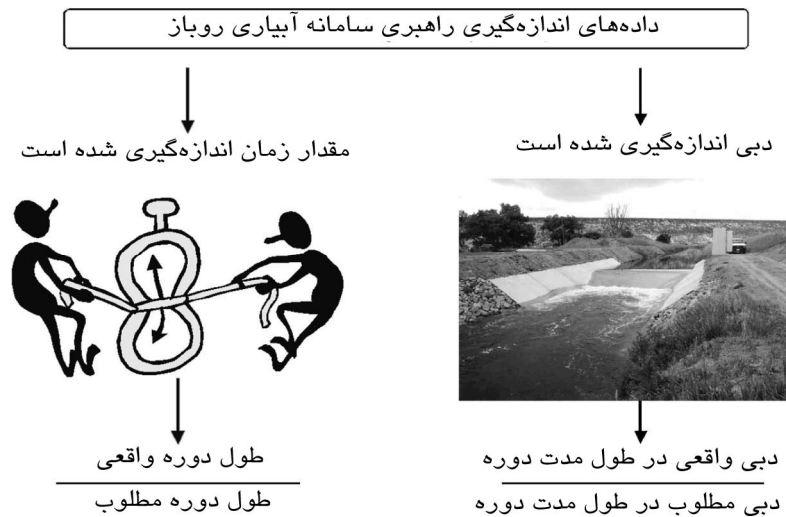 داده‌های اندازه‌گیری راهبری سامانه آبیاری روباز
دبی اندازه‌گیری شده است
مقدار زمان اندازه‌گیری شده است
دبی واقعی در طول مدت دوره
دبی مطلوب در طول مدت دوره
طول دوره واقعی
طول دوره مطلوب